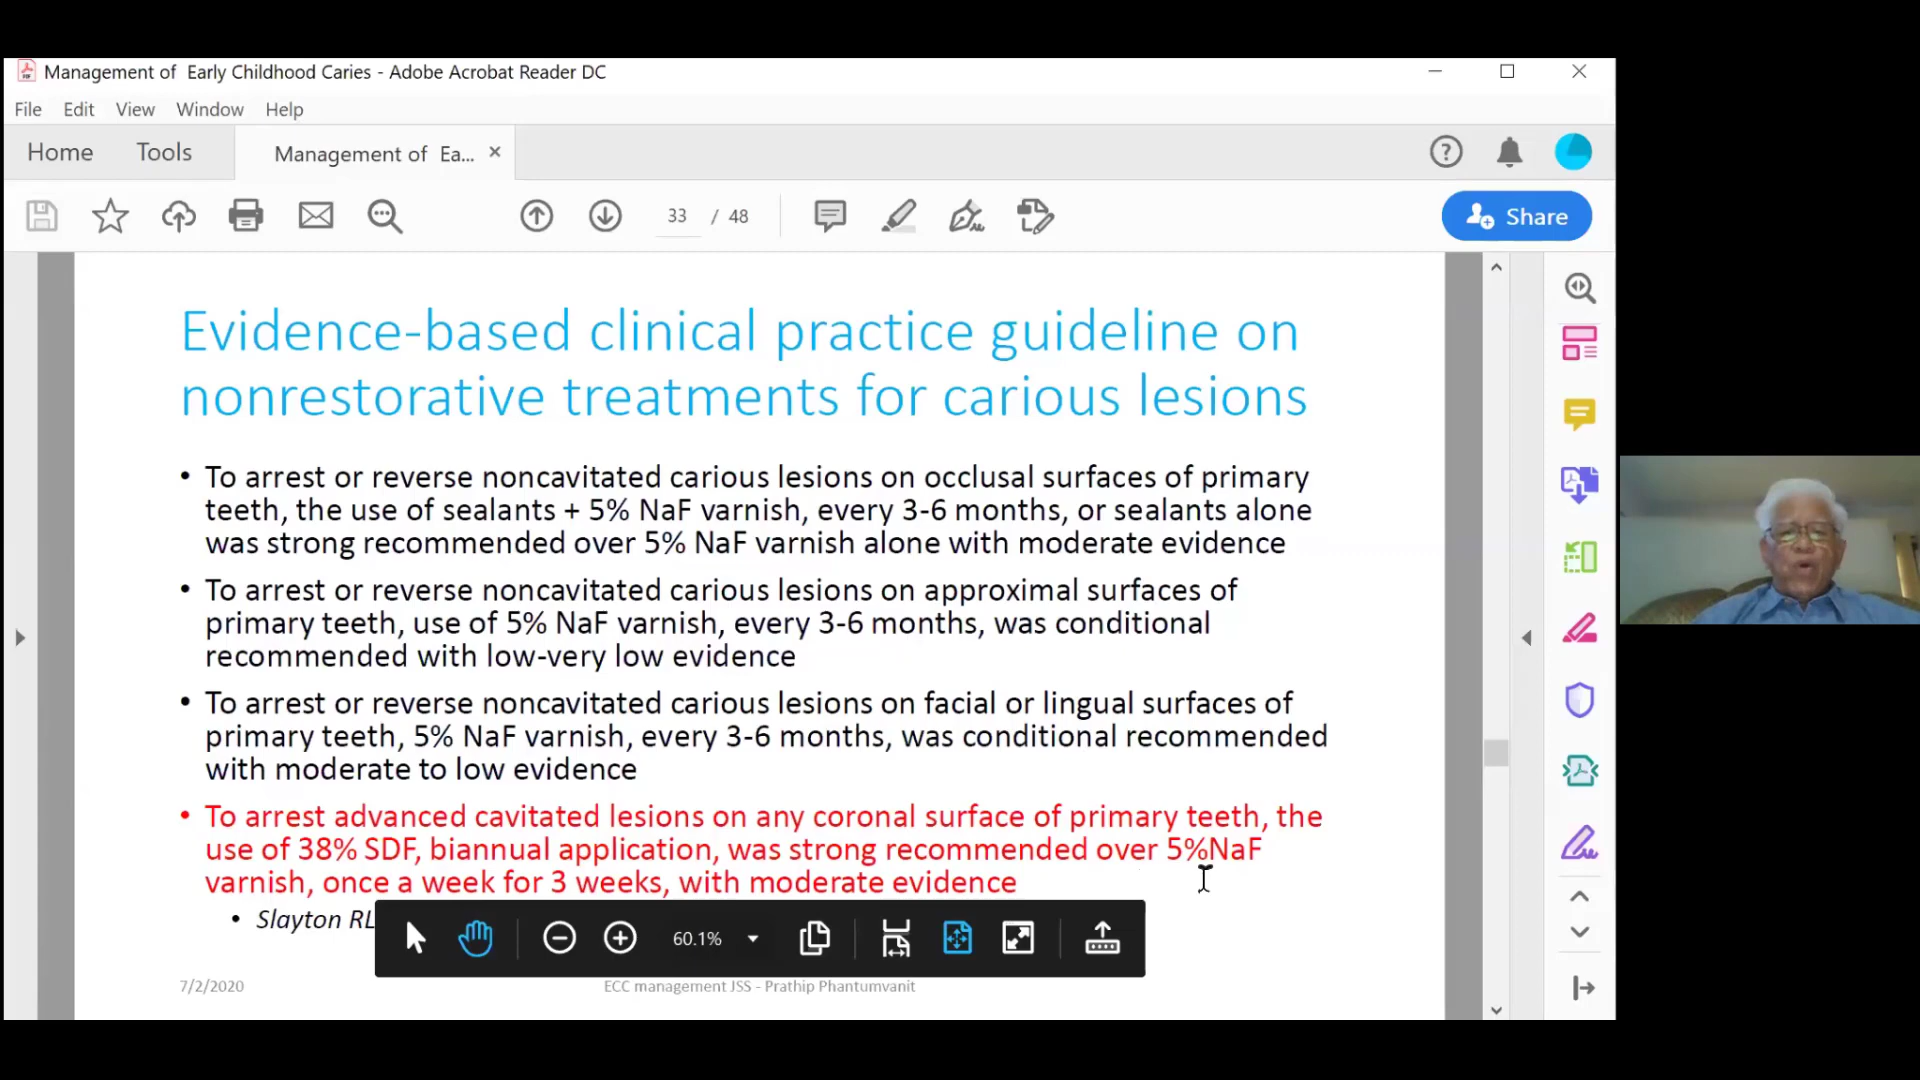 Management of  Early Childhood Caries - Adobe Acrobat Reader DC
File Edit View Window Help
Home Tools Management of Ea...
33 / 48
Share
Evidence-based clinical practice guideline on
nonrestorative treatments for carious lesions
• To arrest or reverse noncavitated carious lesions on occlusal surfaces of primary
teeth, the use of sealants + 5% NaF varnish, every 3-6 months, or sealants alone
was strong recommended over 5% NaF varnish alone with moderate evidence
• To arrest or reverse noncavitated carious lesions on approximal surfaces of
primary teeth, use of 5% NaF varnish, every 3-6 months, was conditional
recommended with low-very low evidence
• To arrest or reverse noncavitated carious lesions on facial or lingual surfaces of
primary teeth, 5% NaF varnish, every 3-6 months, was conditional recommended
with moderate to low evidence
• To arrest advanced cavitated lesions on any coronal surface of primary teeth, the
use of 38% SDF, biannual application, was strong recommended over 5%NaF
varnish, once a week for 3 weeks, with moderate evidence
• Slayton RL
60.1%
7/2/2020 ECC management JSS - Prathip Phantumvanit